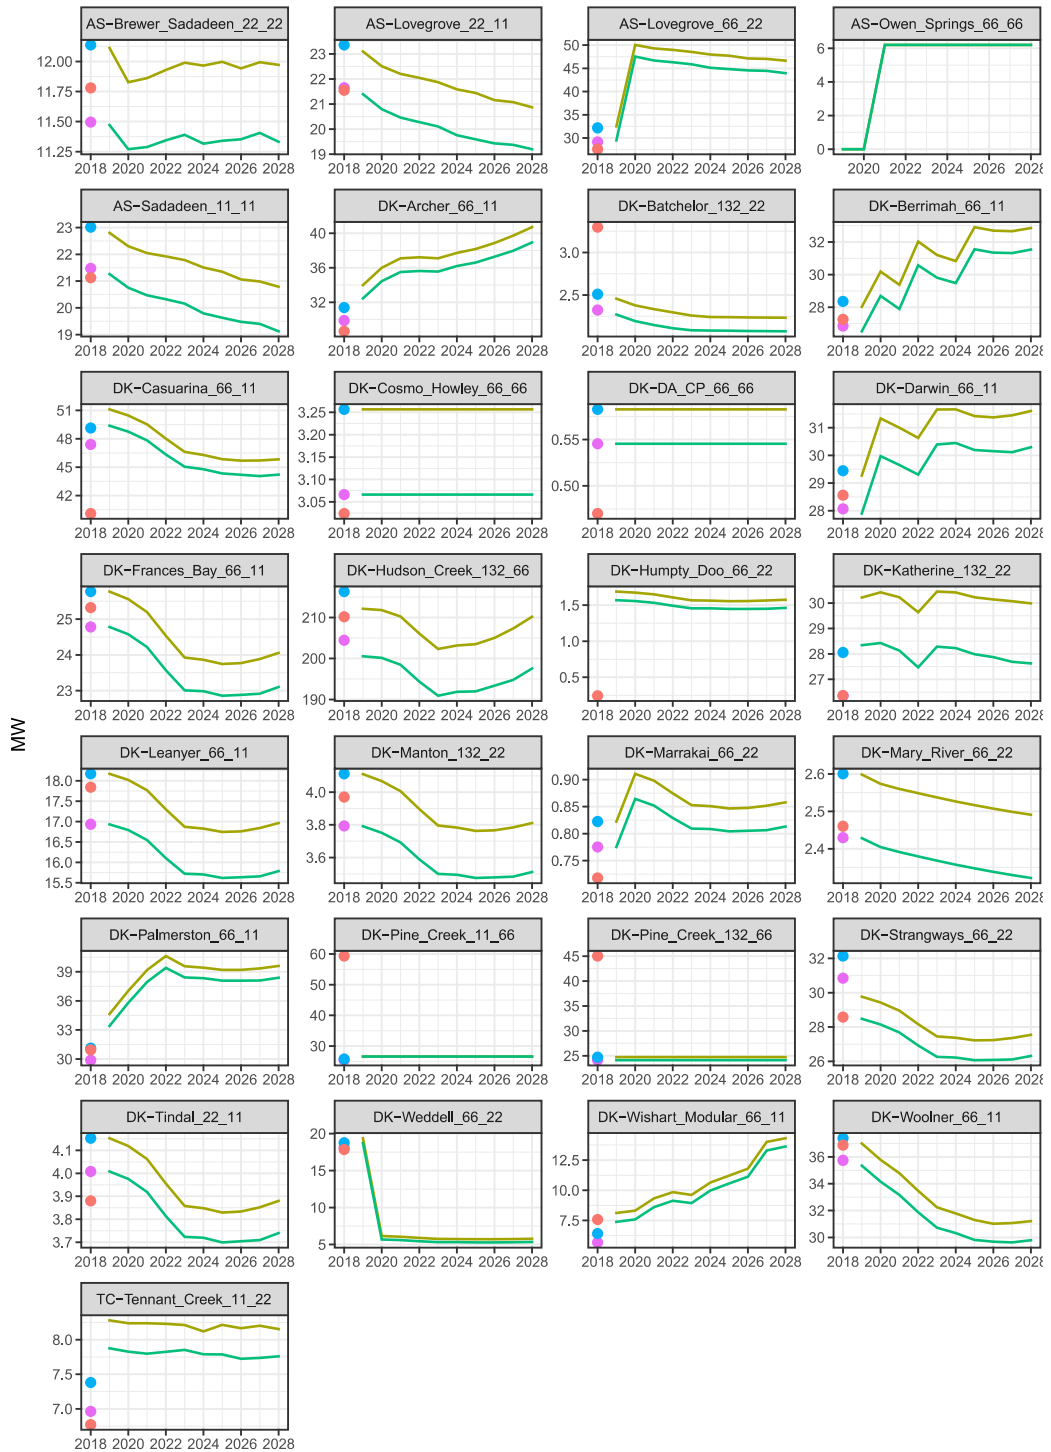 AS−Brewer_Sadadeen_22_22 AS−Lovegrove_22_11 AS−Lovegrove_66_22 AS−Owen_Springs_66_66
12.00 11.75 11.50 11.25
23 22 21 20 19
50 45 40 35 30
6 4 2 0
2018 2020 2022 2024 2026 2028 2018 2020 2022 2024 2026 2028 2018 2020 2022 2024 2026 2028 2020 2022 2024 2026 2028
AS−Sadadeen_11_11 DK−Archer_66_11 DK−Batchelor_132_22 DK−Berrimah_66_11
23 22 21 20 19
40 36 32
3.0 2.5
32 30 28
2018 2020 2022 2024 2026 2028 2018 2020 2022 2024 2026 2028 2018 2020 2022 2024 2026 2028 2018 2020 2022 2024 2026 2028
DK−Casuarina_66_11 DK−Cosmo_Howley_66_66 DK−DA_CP_66_66 DK−Darwin_66_11
51 48 45 42
3.25 3.20 3.15 3.10 3.05
0.55 0.50
31 30 29 28
2018 2020 2022 2024 2026 2028 2018 2020 2022 2024 2026 2028 2018 2020 2022 2024 2026 2028 2018 2020 2022 2024 2026 2028
DK−Frances_Bay_66_11 DK−Hudson_Creek_132_66 DK−Humpty_Doo_66_22 DK−Katherine_132_22
25 24 23
210 200 190
1.5 1.0 0.5
30 29 28 27
2018 2020 2022 2024 2026 2028 2018 2020 2022 2024 2026 2028 2018 2020 2022 2024 2026 2028 2018 2020 2022 2024 2026 2028
MW
DK−Leanyer_66_11 DK−Manton_132_22 DK−Marrakai_66_22 DK−Mary_River_66_22
18.0 17.5 17.0 16.5 16.0 15.5
4.0 3.8 3.6
0.90 0.85 0.80 0.75
2.6 2.5 2.4
2018 2020 2022 2024 2026 2028 2018 2020 2022 2024 2026 2028 2018 2020 2022 2024 2026 2028 2018 2020 2022 2024 2026 2028
DK−Palmerston_66_11 DK−Pine_Creek_11_66 DK−Pine_Creek_132_66 DK−Strangways_66_22
39 36 33 30
60 50 40 30
45 40 35 30 25
32 30 28 26
2018 2020 2022 2024 2026 2028 2018 2020 2022 2024 2026 2028 2018 2020 2022 2024 2026 2028 2018 2020 2022 2024 2026 2028
DK−Tindal_22_11 DK−Weddell_66_22 DK−Wishart_Modular_66_11 DK−Woolner_66_11
4.1 4.0 3.9 3.8 3.7
20 15 10 5
12.5 10.0 7.5
36 34 32 30
2018 2020 2022 2024 2026 2028 2018 2020 2022 2024 2026 2028 2018 2020 2022 2024 2026 2028 2018 2020 2022 2024 2026 2028
TC−Tennant_Creek_11_22
8.0 7.5 7.0
2018 2020 2022 2024 2026 2028